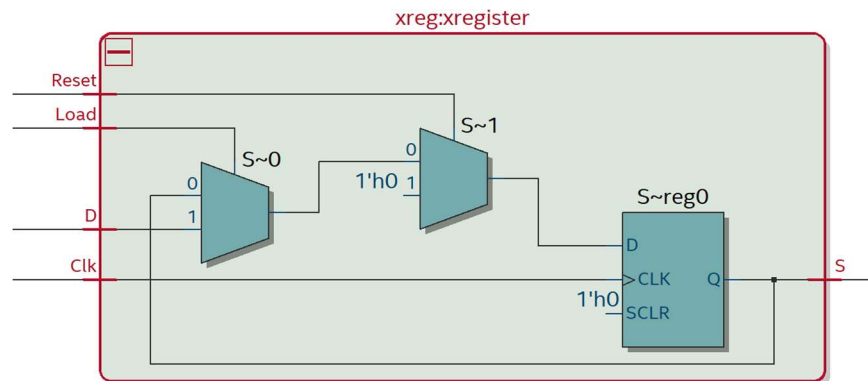 xreg:xregister
Reset
Load
S~1
S~0
0
1'h0 1
0
1
D
S~reg0
D
Clk
CLK Q
S
1'h0
SCLR